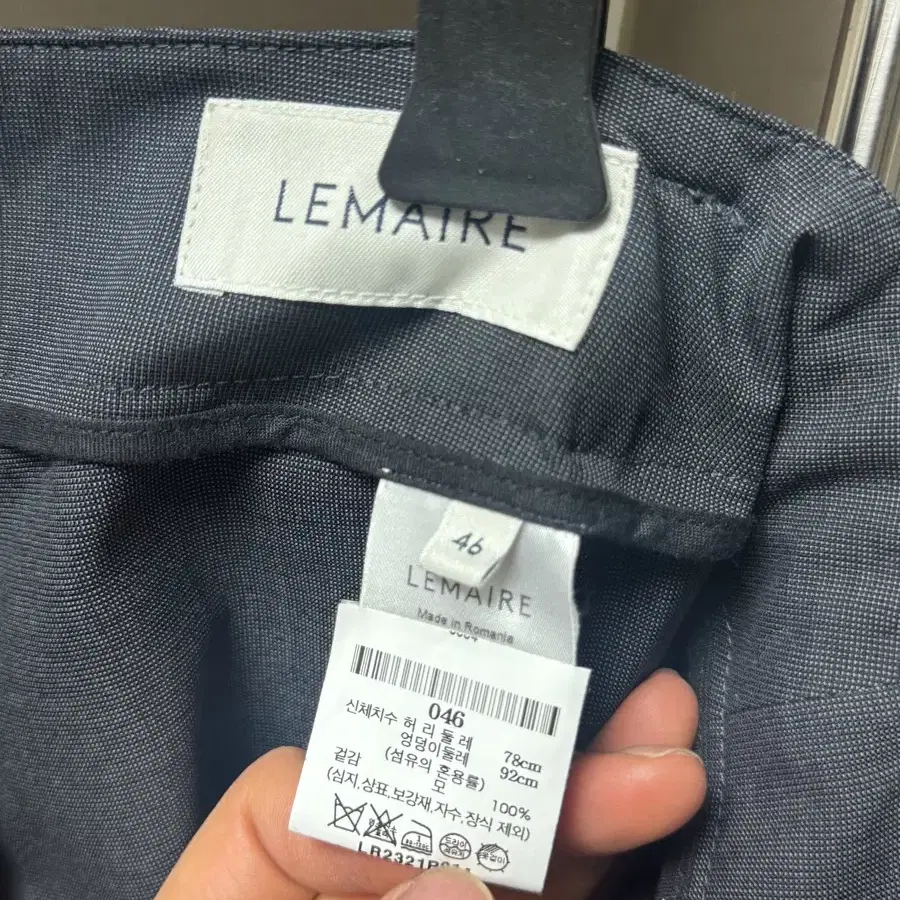 LEMAIRE
46
LEMAIRE
Made in Romania
046
신체치수 허 리 둘 레 78cm
엉덩이둘레 92cm
(섬유의 혼용률)
겉감 모 100%
(심지,상표,보강재,자수,장식 제외)